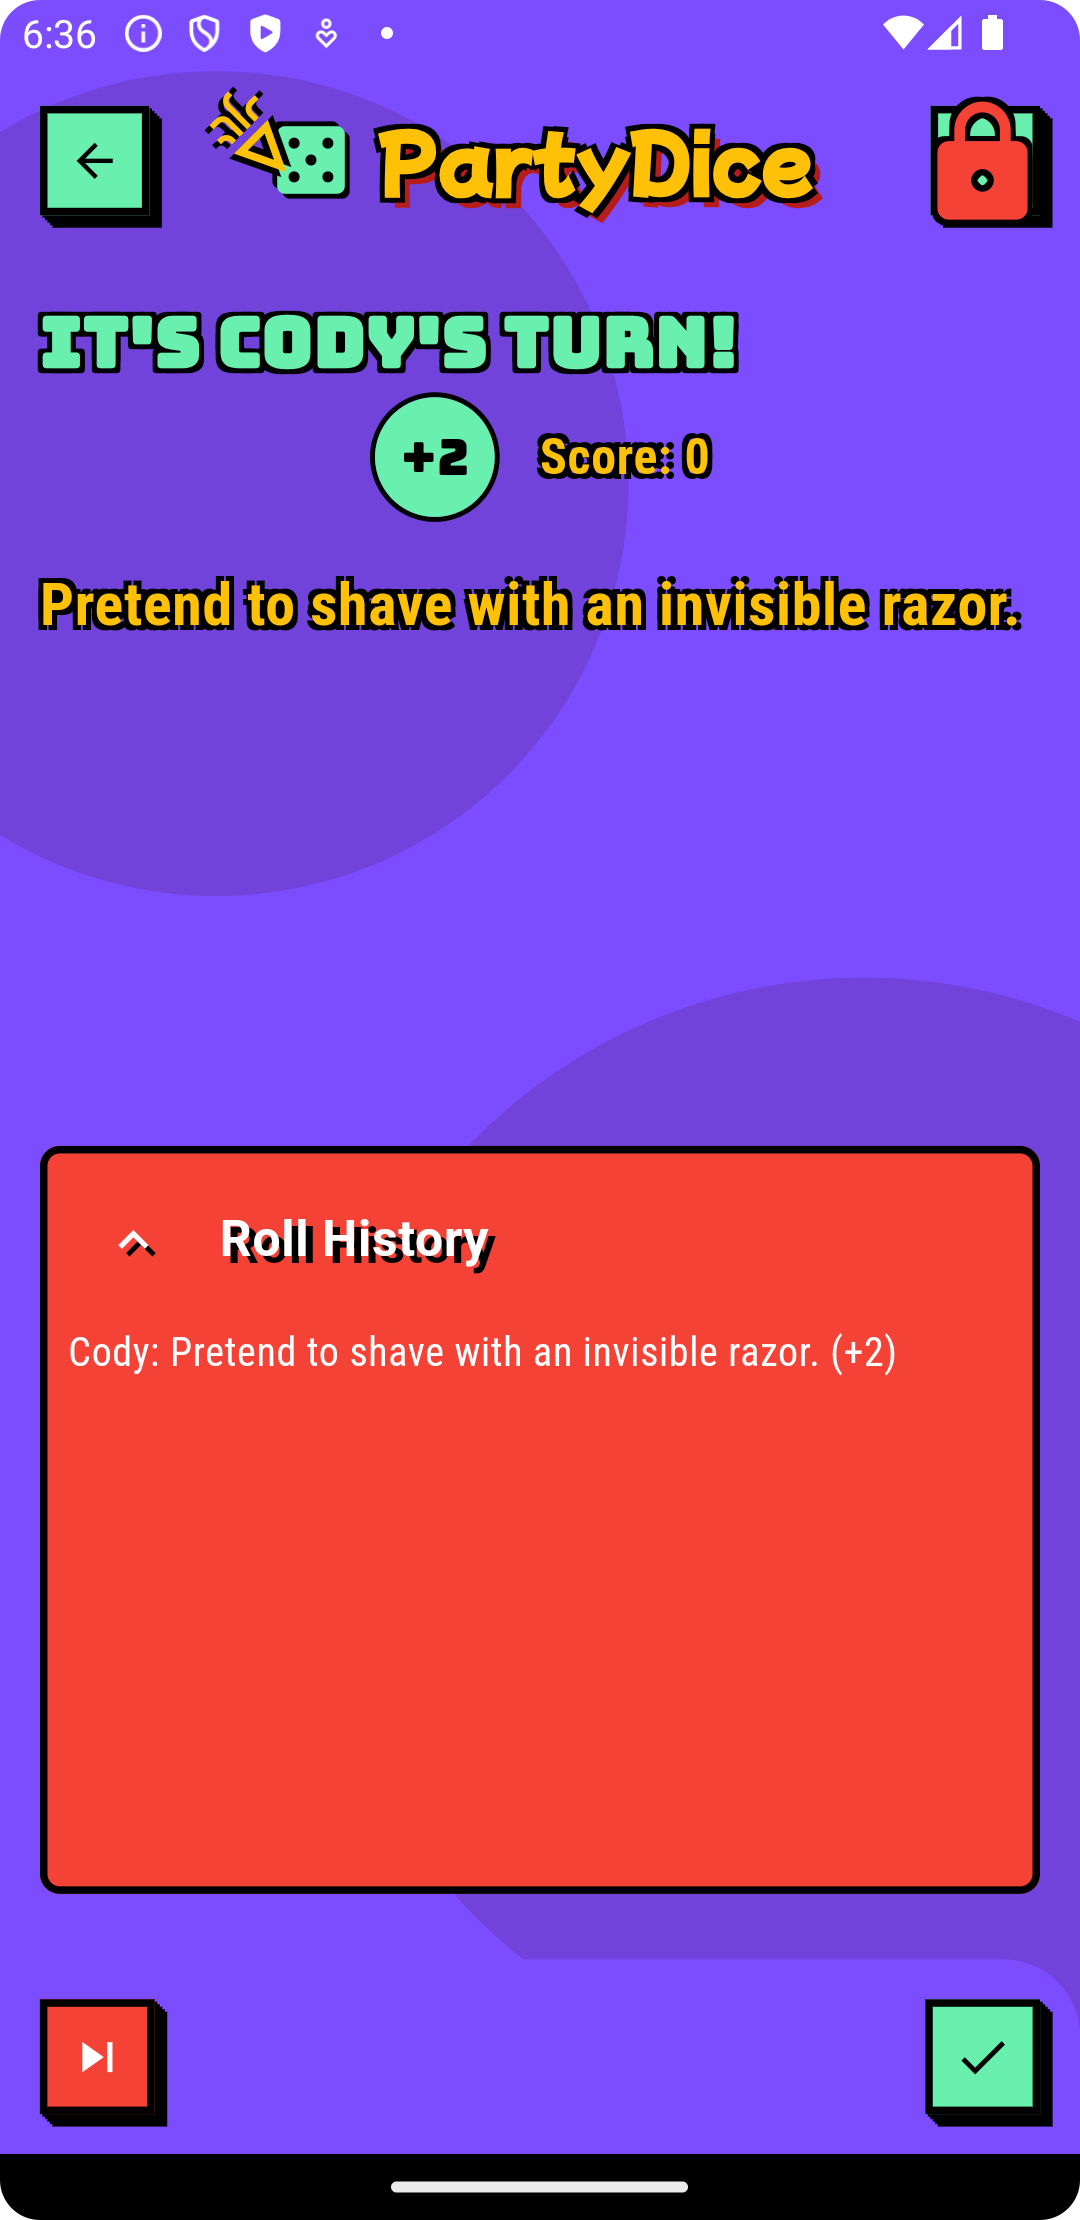 6:36
PartyDice
IT'S CODY'S TURN!
+2
Score: 0
Pretend to shave with an invisible razor.
Roll History
Cody: Pretend to shave with an invisible razor. (+2)